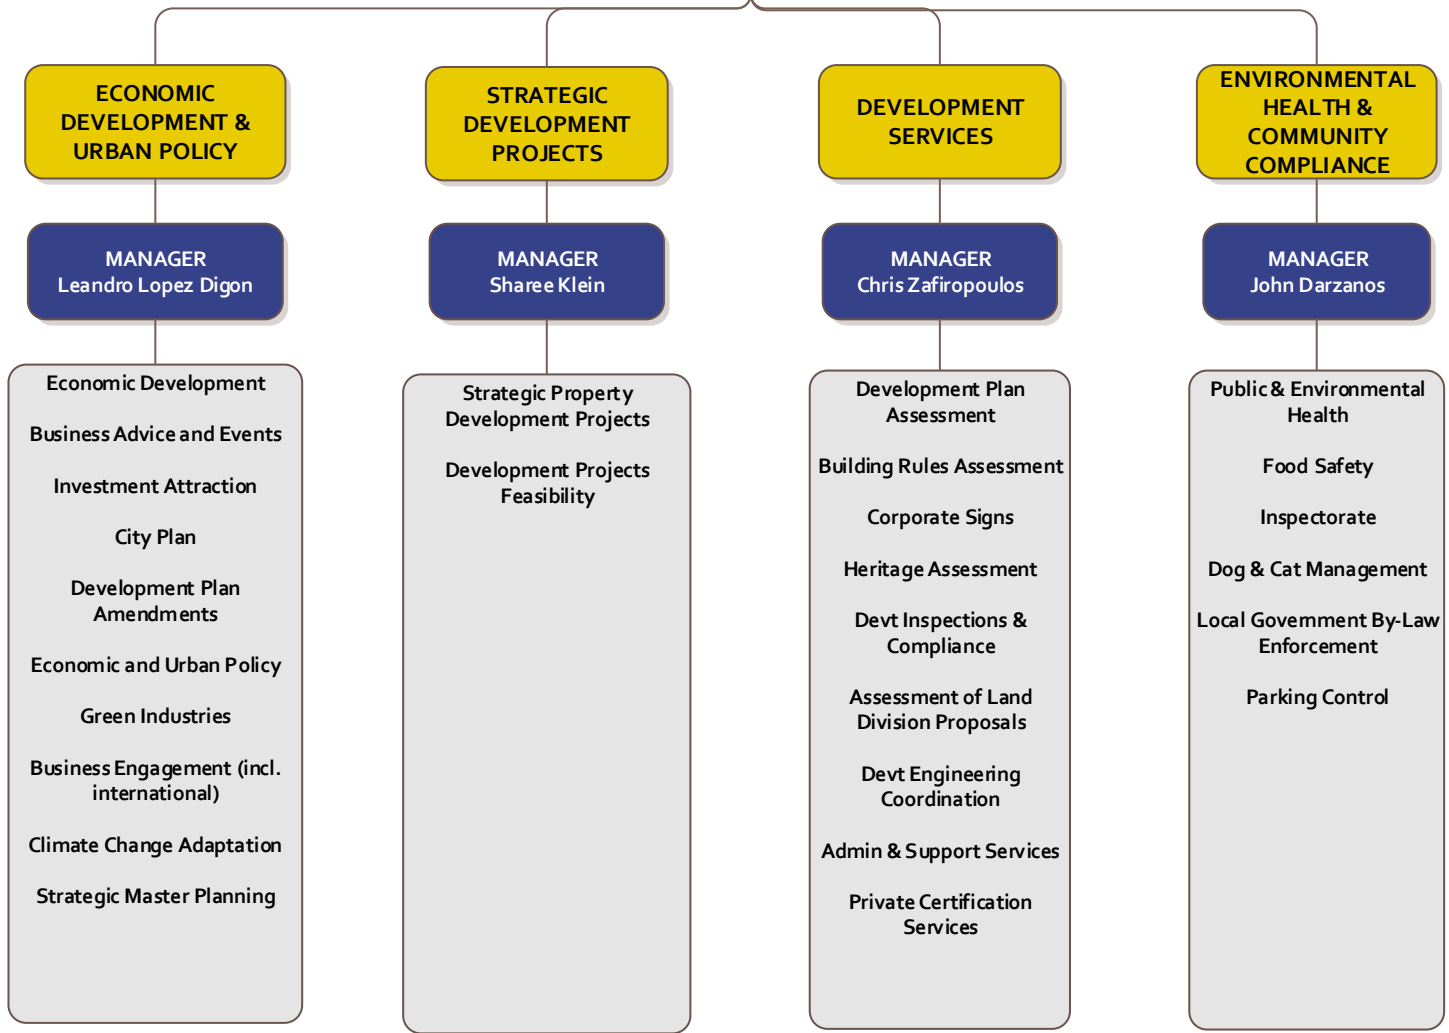 ECONOMIC
DEVELOPMENT &
URBAN POLICY
MANAGER
Leandro Lopez Digon
Economic Development
Business Advice and Events
Investment Attraction
City Plan
Development Plan
Amendments
Economic and Urban Policy
Green Industries
Business Engagement (incl.
international)
Climate Change Adaptation
Strategic Master Planning
STRATEGIC
DEVELOPMENT
PROJECTS
MANAGER
Sharee Klein
Strategic Property
Development Projects
Development Projects
Feasibility
DEVELOPMENT
SERVICES
MANAGER
Chris Zafiropoulos
Development Plan
Assessment
Building Rules Assessment
Corporate Signs
Heritage Assessment
Devt Inspections &
Compliance
Assessment of Land
Division Proposals
Devt Engineering
Coordination
Admin & Support Services
Private Certification
Services
ENVIRONMENTAL
HEALTH &
COMMUNITY
COMPLIANCE
MANAGER
John Darzanos
Public & Environmental
Health
Food Safety
Inspectorate
Dog & Cat Management
Local Government By-Law
Enforcement
Parking Control